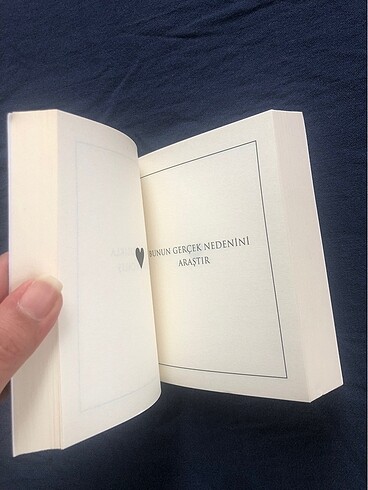 BUNUN GERÇEK NEDENİNİ
ARAŞTIR